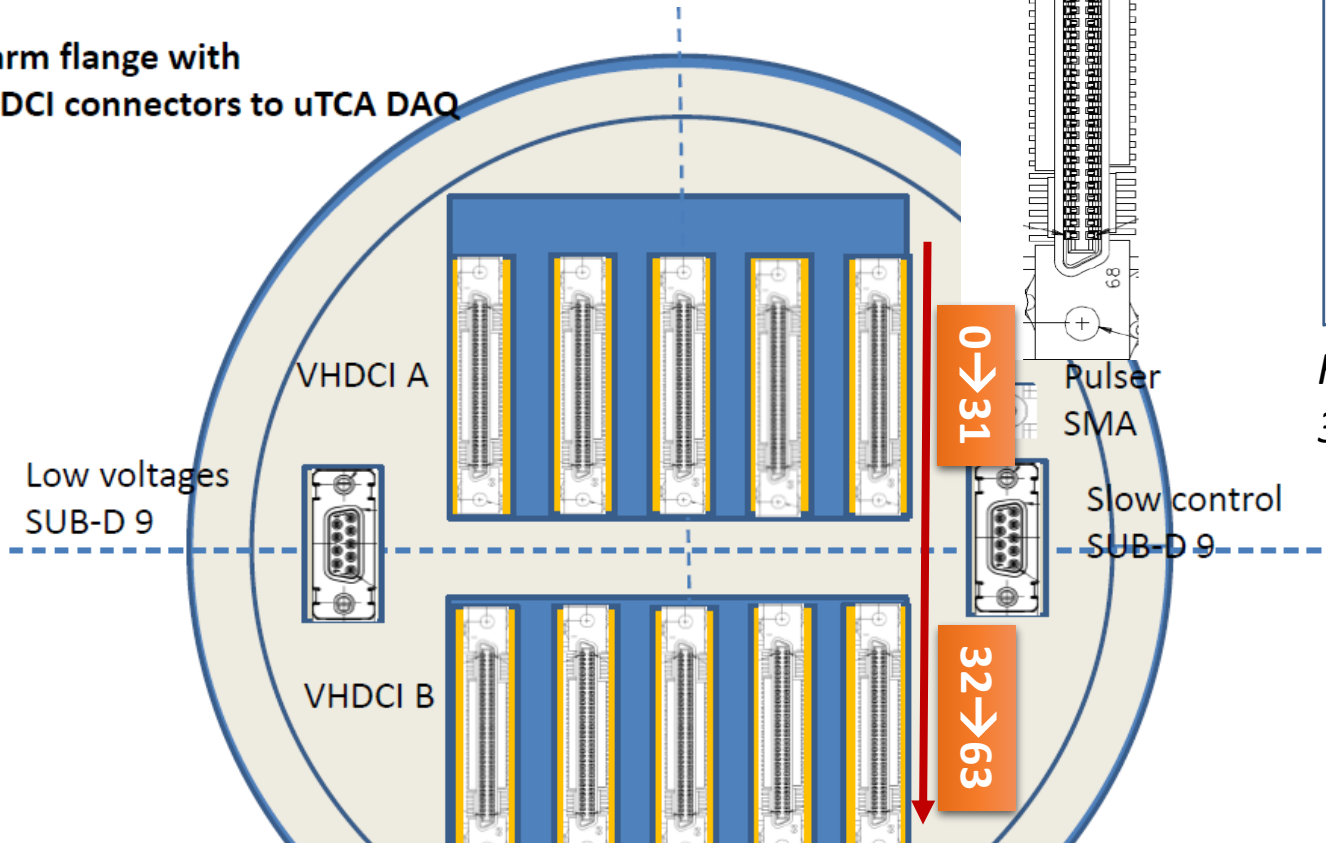 arm flange with
DCI connectors to uTCA DAQ
68
VHDCI A
0→31
Pulser
SMA
Low voltages
SUB-D 9
Slow control
SUB-D 9
VHDCI B
32→63